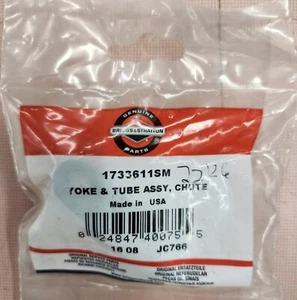 GENUINE
BRIGGS & STRATTON
PARTS
1733611SM
YOKE & TUBE ASSY, CHUTE
Made in USA
0 24847 40075 5
16 08 JC766
ORIGINAL ERSATZTEILE